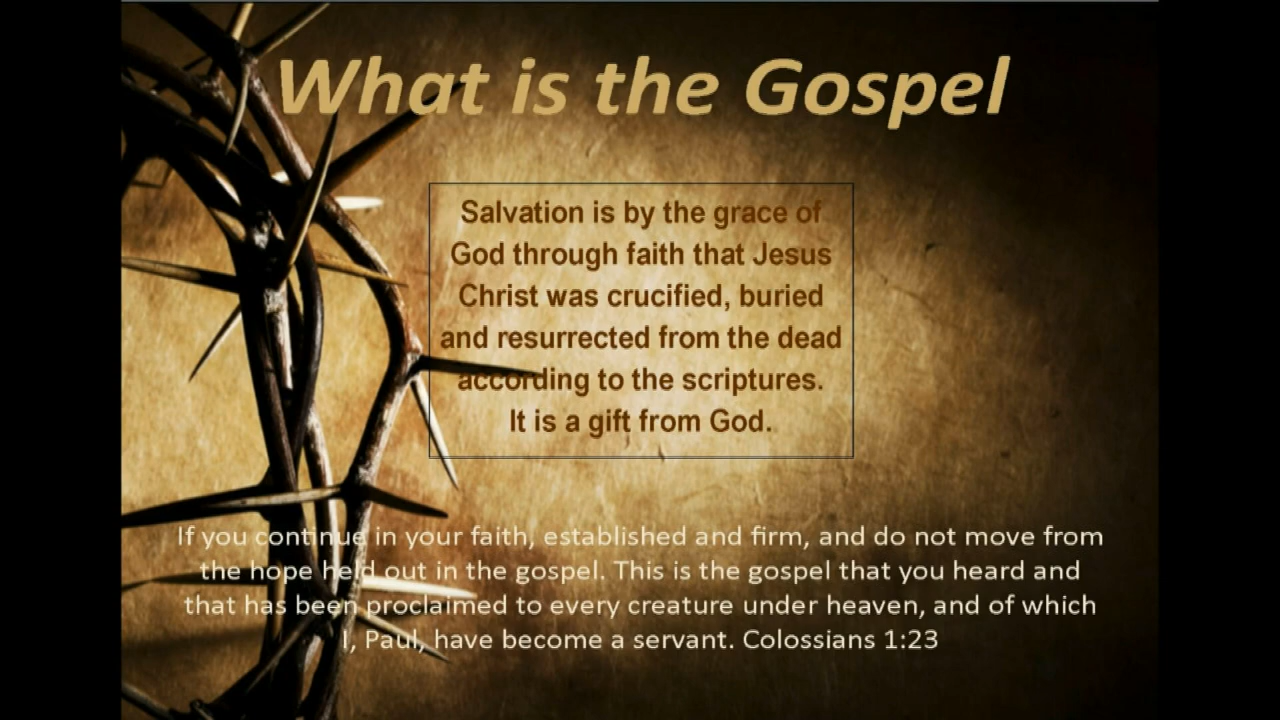 What is the Gospel
Salvation is by the grace of
God through faith that Jesus
Christ was crucified, buried
and resurrected from the dead
according to the scriptures.
It is a gift from God.
If you continue in your faith, established and firm, and do not move from
the hope held out in the gospel. This is the gospel that you heard and
that has been proclaimed to every creature under heaven, and of which
I, Paul, have become a servant. Colossians 1:23